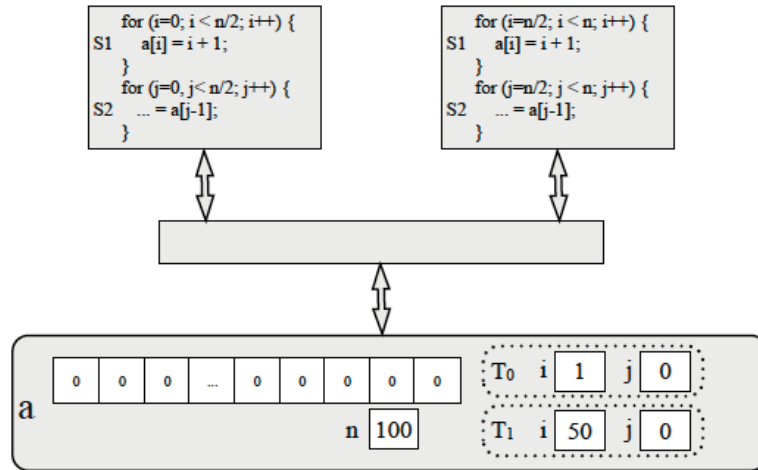 for (i=0; i < n/2; i++) {
S1 a[i] = i + 1;
}
for (j=0, j< n/2; j++) {
S2 ... = a[j-1];
}
for (i=n/2; i < n; i++) {
S1 a[i] = i + 1;
}
for (j=n/2; j < n; j++) {
S2 ... = a[j-1];
}
a
0 0 0 ... 0 0 0 0 0
n 100
T0 i 1 j 0
T1 i 50 j 0